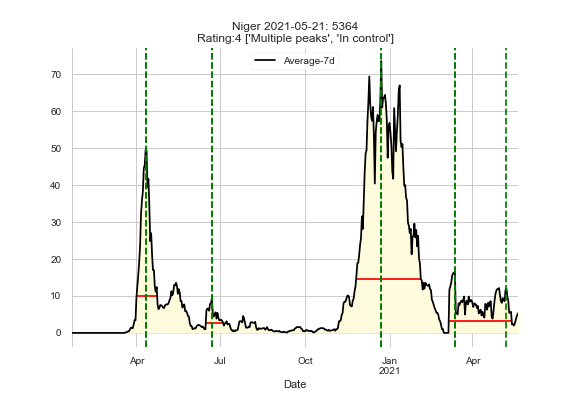 Niger 2021-05-21: 5364
Rating:4 ['Multiple peaks', 'In control']
Average-7d
70
60
50
40
30
20
10
0
Apr
Jul
Oct
Jan
2021
Apr
Date